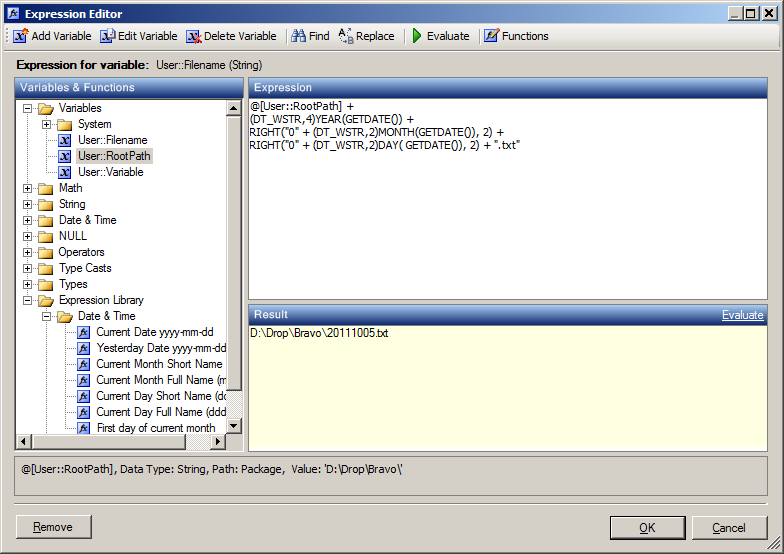 Expression Editor
Add Variable Edit Variable Delete Variable Find Replace Evaluate Functions
Expression for variable: User::Filename (String)
Variables & Functions
Variables
System
User::Filename
User::RootPath
User::Variable
Math
String
Date & Time
NULL
Operators
Type Casts
Types
Expression Library
Date & Time
Current Date yyyy-mm-dd
Yesterday Date yyyy-mm-dd
Current Month Short Name
Current Month Full Name (m
Current Day Short Name (dd
Current Day Full Name (ddd
First day of current month
Expression
@[User::RootPath] +
(DT_WSTR,4)YEAR(GETDATE()) +
RIGHT("0" + (DT_WSTR,2)MONTH(GETDATE()), 2) +
RIGHT("0" + (DT_WSTR,2)DAY( GETDATE()), 2) + ".txt"
Result Evaluate
D:\Drop\Bravo\20111005.txt
@[User::RootPath], Data Type: String, Path: Package, Value: 'D:\Drop\Bravo\'
Remove OK Cancel